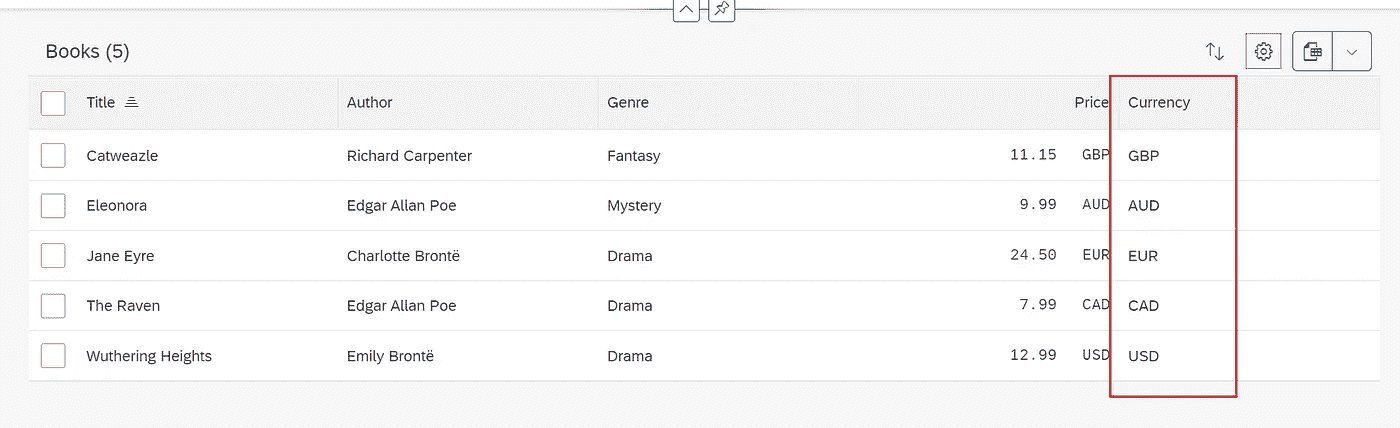 Books (5)
Title Author Genre Price Currency
Catweazle Richard Carpenter Fantasy 11.15 GBP GBP
Eleonora Edgar Allan Poe Mystery 9.99 AUD AUD
Jane Eyre Charlotte Brontë Drama 24.50 EUR EUR
The Raven Edgar Allan Poe Drama 7.99 CAD CAD
Wuthering Heights Emily Brontë Drama 12.99 USD USD